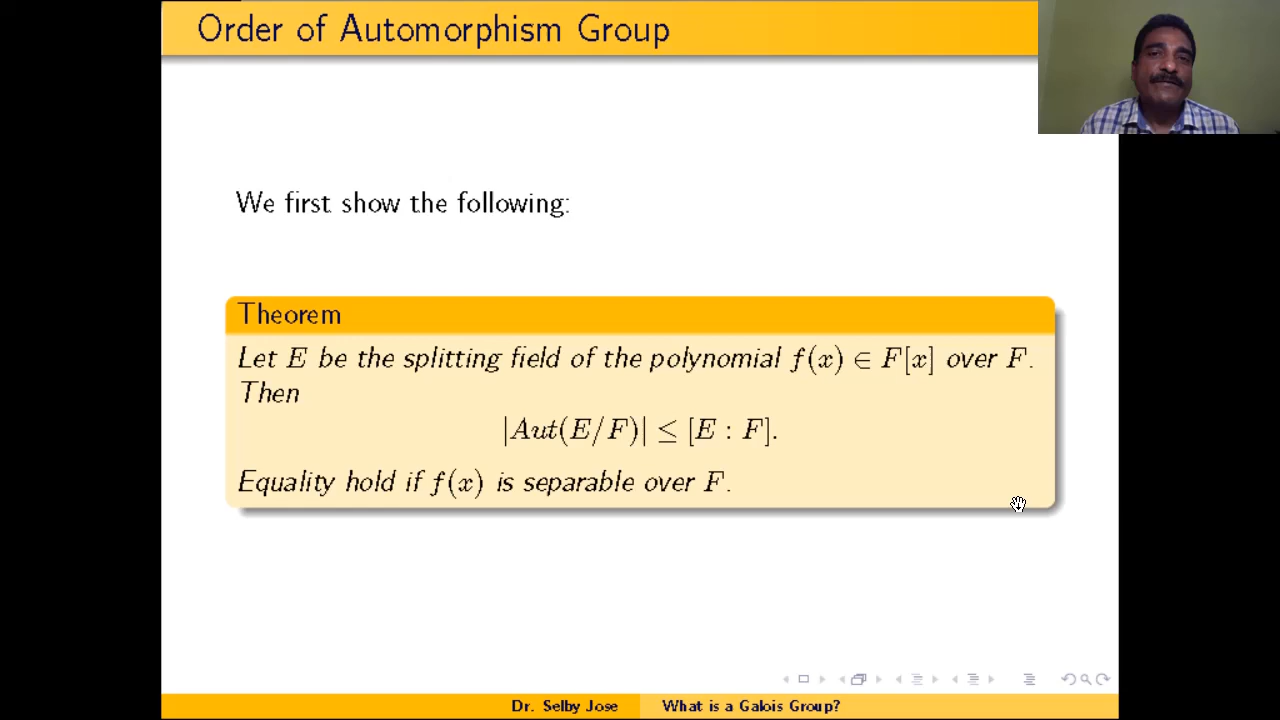 Order of Automorphism Group
We first show the following:
Theorem
Let E be the splitting field of the polynomial f(x) ∈ F[x] over F.
Then
|Aut(E/F)| ≤ [E : F].
Equality hold if f(x) is separable over F.
Dr. Selby Jose What is a Galois Group?